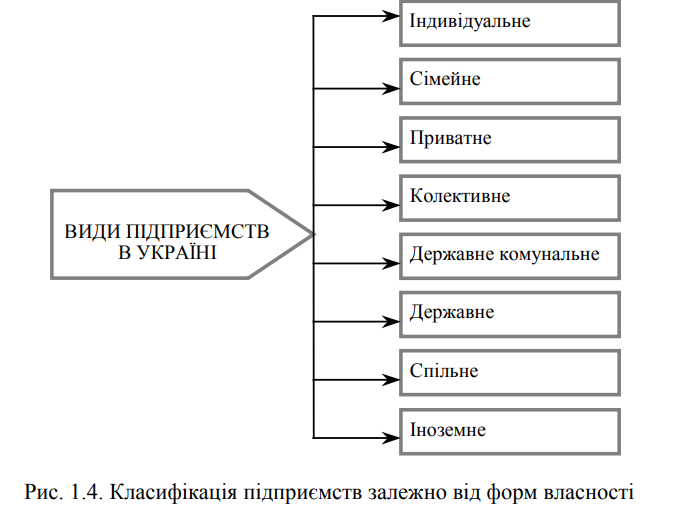 Індивідуальне
Сімейне
Приватне
Колективне
ВИДИ ПІДПРИЄМСТВ
В УКРАЇНІ
Державне комунальне
Державне
Спільне
Іноземне
Рис. 1.4. Класифікація підприємств залежно від форм власності